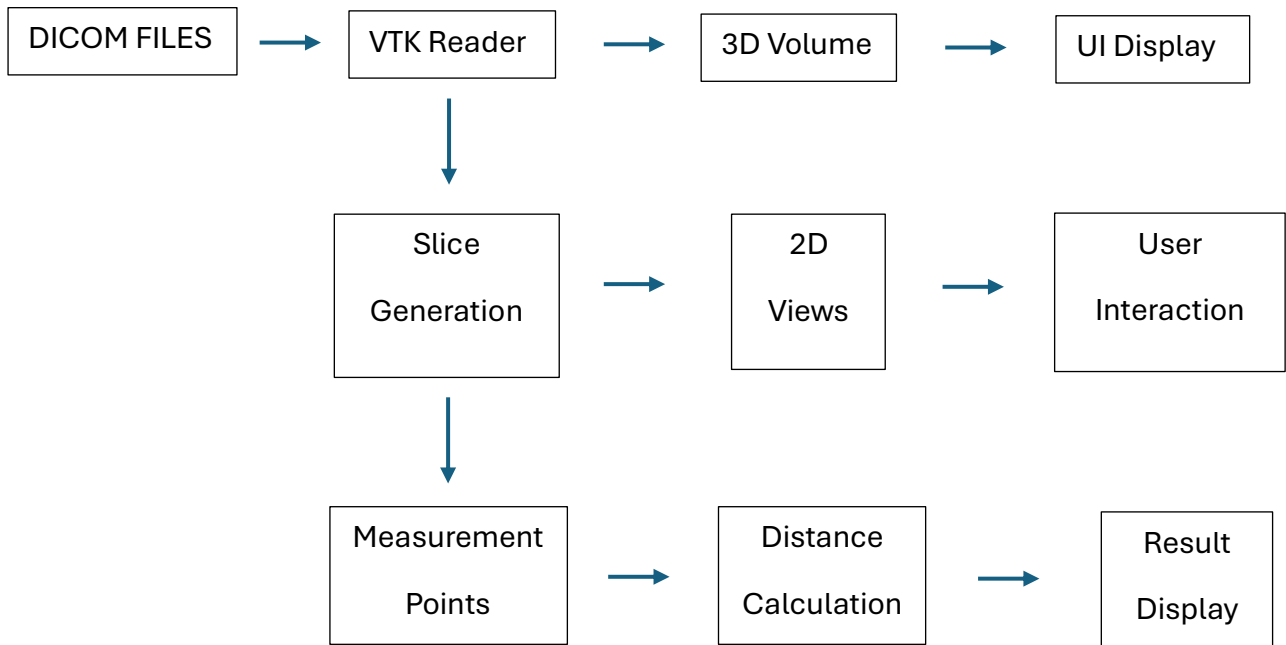 DICOM FILES
VTK Reader
3D Volume
UI Display
Slice
Generation
2D
Views
User
Interaction
Measurement
Points
Distance
Calculation
Result
Display